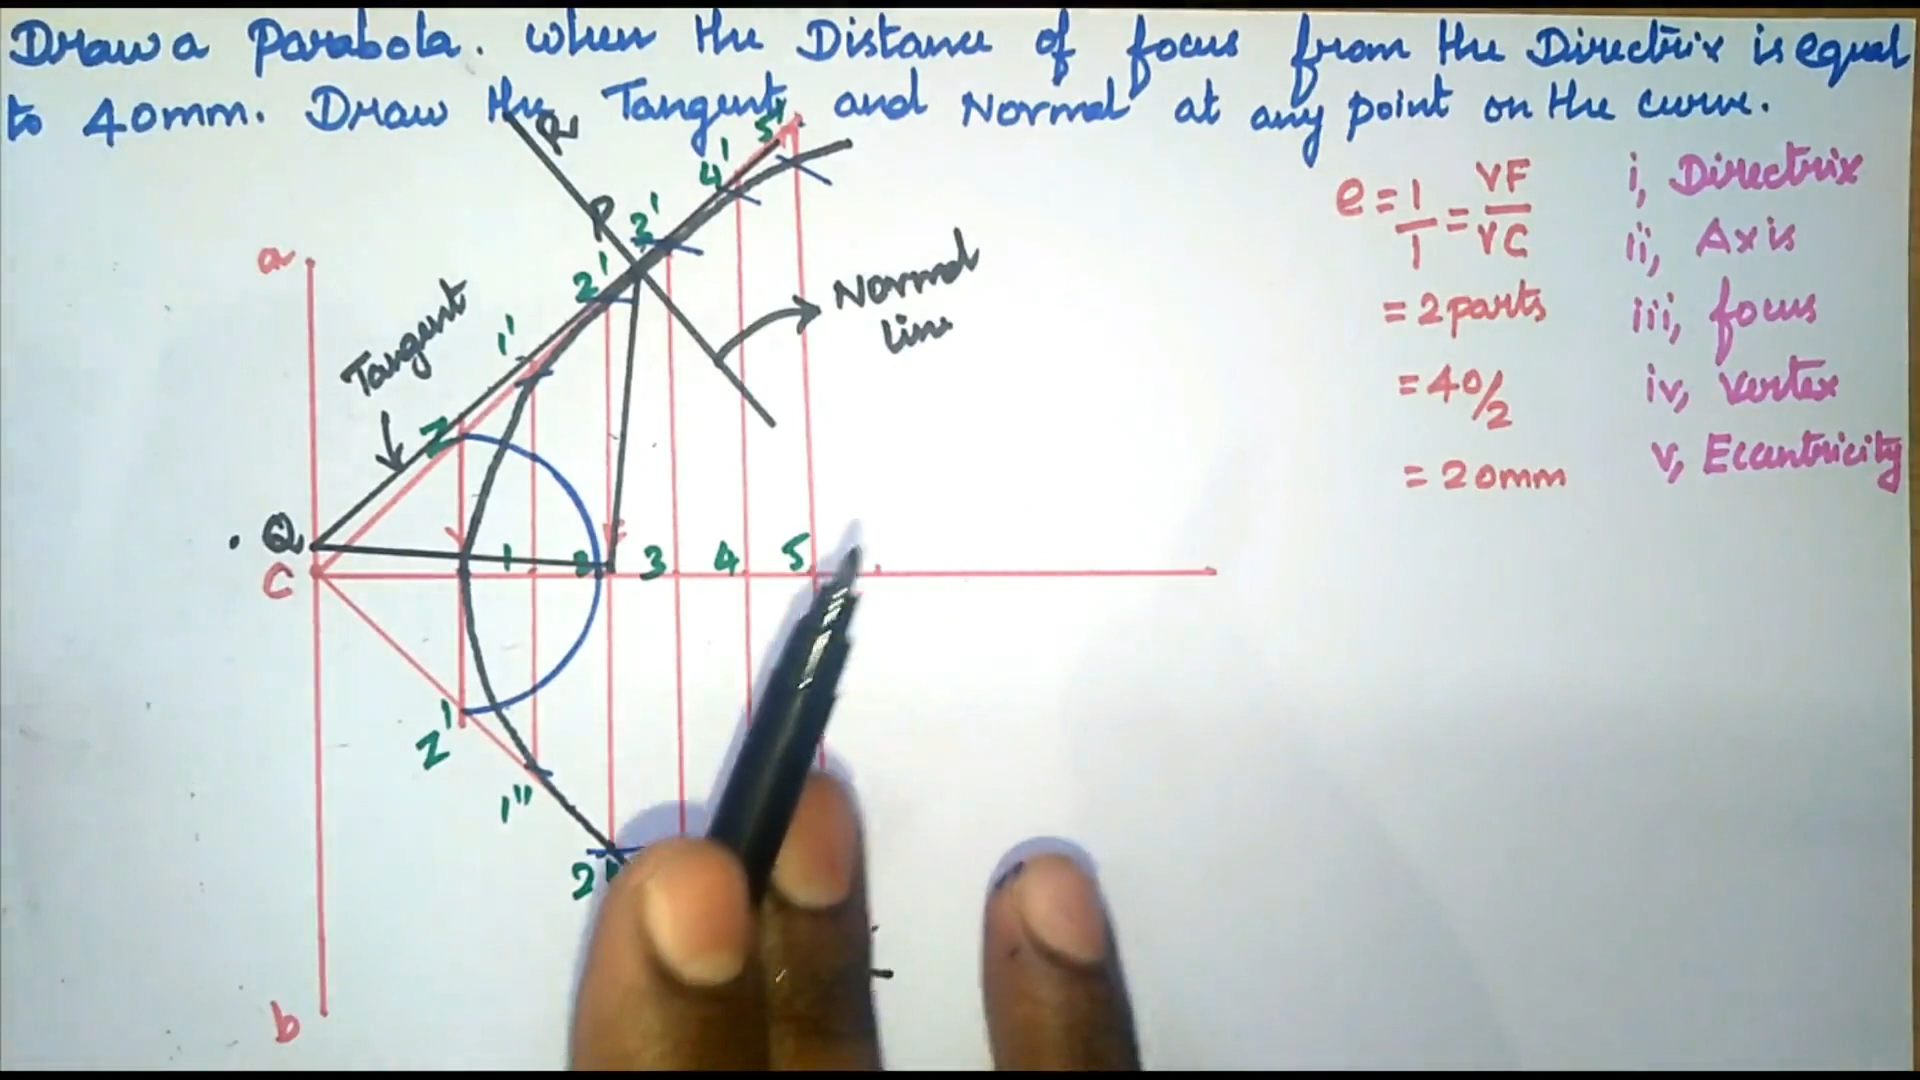 Draw a Parabola. when the Distance of focus from the Directrix is equal
to 40mm. Draw the Tangent and Normal at any point on the curve.
e = 1/1 = VF/VC
= 2 parts
= 40/2
= 20mm
i, Directrix
ii, Axis
iii, focus
iv, Vertex
v, Eccentricity
a
P
5'
4'
3'
2'
1'
Tangent
Normal
line
Z
Q
C
1
2
3
4
5
Z'
1"
2"
b